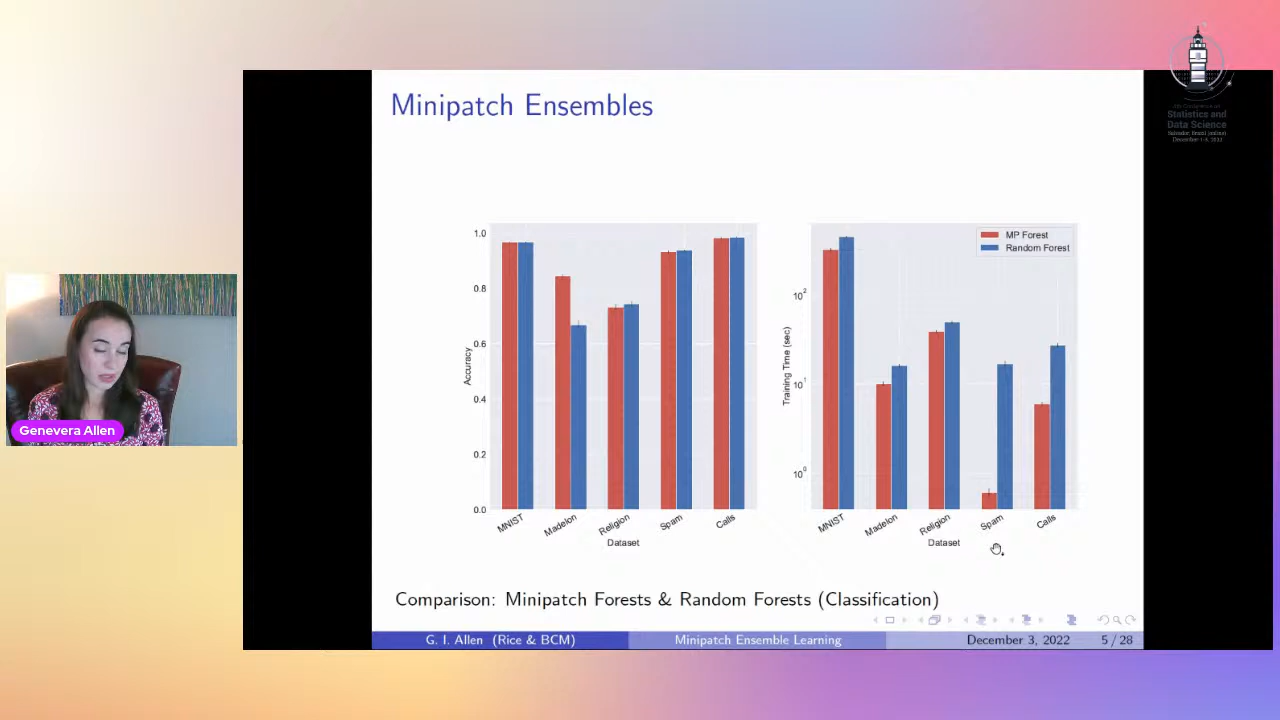 Statistics and
Data Science
Minipatch Ensembles
1.0
0.8
0.6
0.4
0.2
0.0
Accuracy
MNIST
Madelon
Religion
Spam
Calls
Dataset
MP Forest
Random Forest
10²
10¹
10⁰
Training Time (sec)
MNIST
Madelon
Religion
Spam
Calls
Dataset
Genevera Allen
Comparison: Minipatch Forests & Random Forests (Classification)
G. I. Allen (Rice & BCM)
Minipatch Ensemble Learning
December 3, 2022
5 / 28